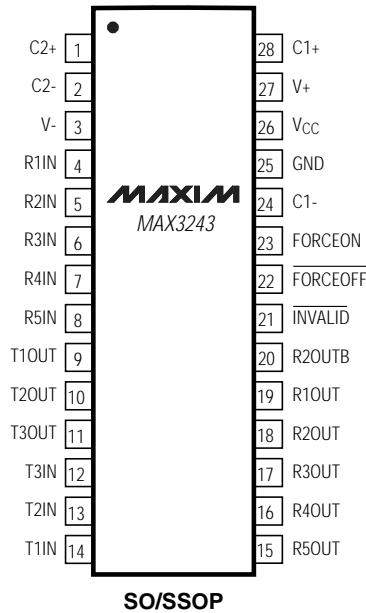 C2+ 1 28 C1+
C2- 2 27 V+
V- 3 26 VCC
R1IN 4 25 GND
R2IN 5 24 C1-
MAXIM
MAX3243
R3IN 6 23 FORCEON
R4IN 7 22 FORCEOFF
R5IN 8 21 INVALID
T1OUT 9 20 R2OUTB
T2OUT 10 19 R1OUT
T3OUT 11 18 R2OUT
T3IN 12 17 R3OUT
T2IN 13 16 R4OUT
T1IN 14 15 R5OUT
SO/SSOP